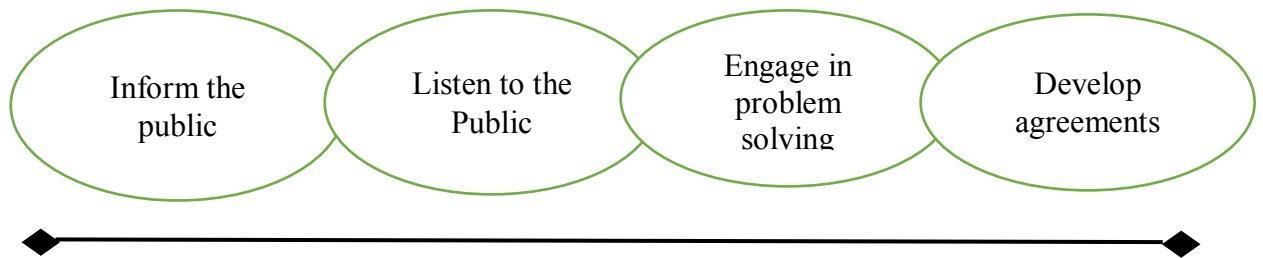 Inform the
public
Listen to the
Public
Engage in
problem
solving
Develop
agreements